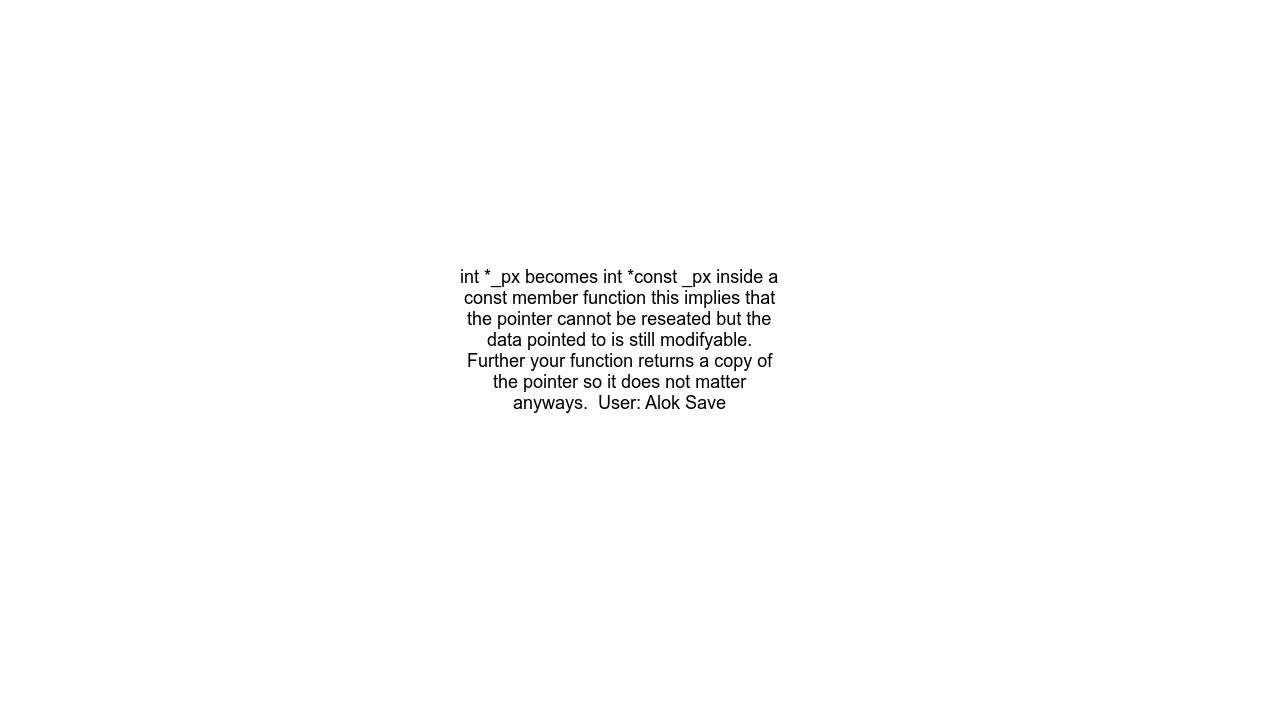 int *_px becomes int *const _px inside a
const member function this implies that
the pointer cannot be reseated but the
data pointed to is still modifyable.
Further your function returns a copy of
the pointer so it does not matter
anyways.  User: Alok Save